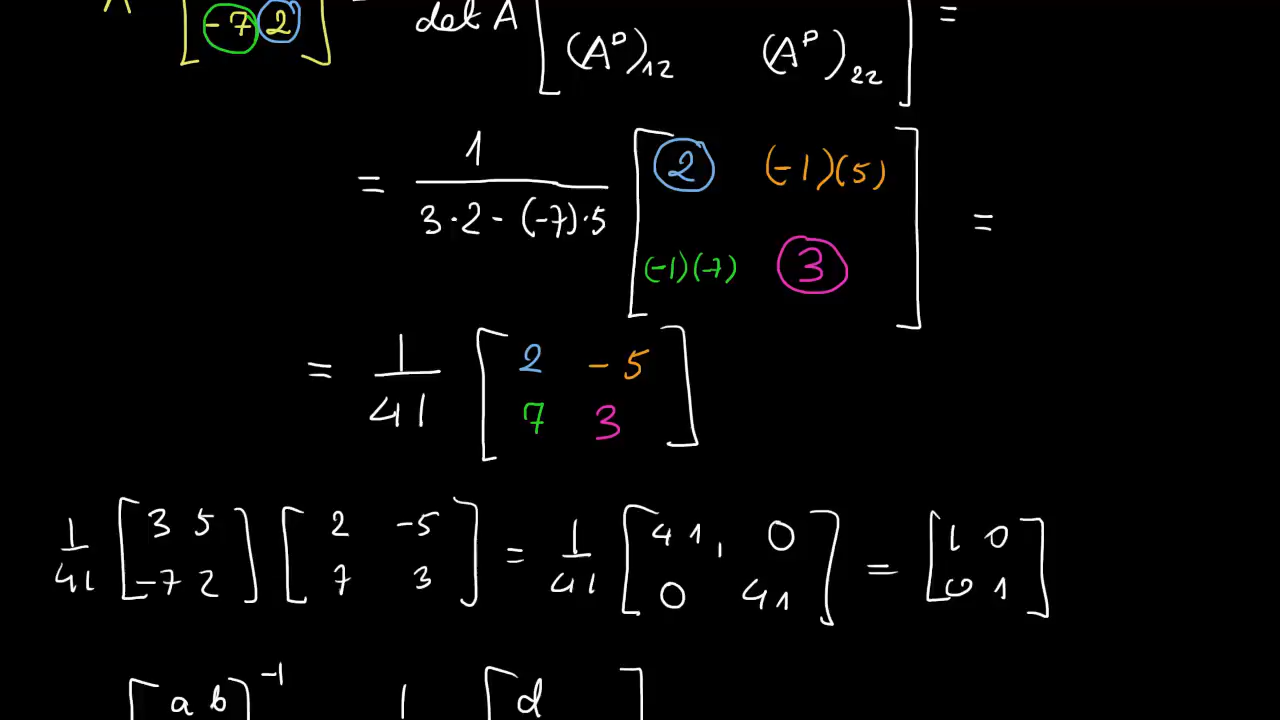 A [ -7 2 ] = det A [ (Aᴰ)₁₂ (Aᴰ)₂₂ ] =
= 1 / (3·2 - (-7)·5) [ 2 (-1)(5)
(-1)(-7) 3 ] =
= 1/41 [ 2 -5
7 3 ]
1/41 [ 3 5 [ 2 -5 = 1/41 [ 41, 0 = [ 1 0
-7 2 ] 7 3 ] 0 41 ] 0 1 ]
[ a b ]⁻¹ 1 [ d